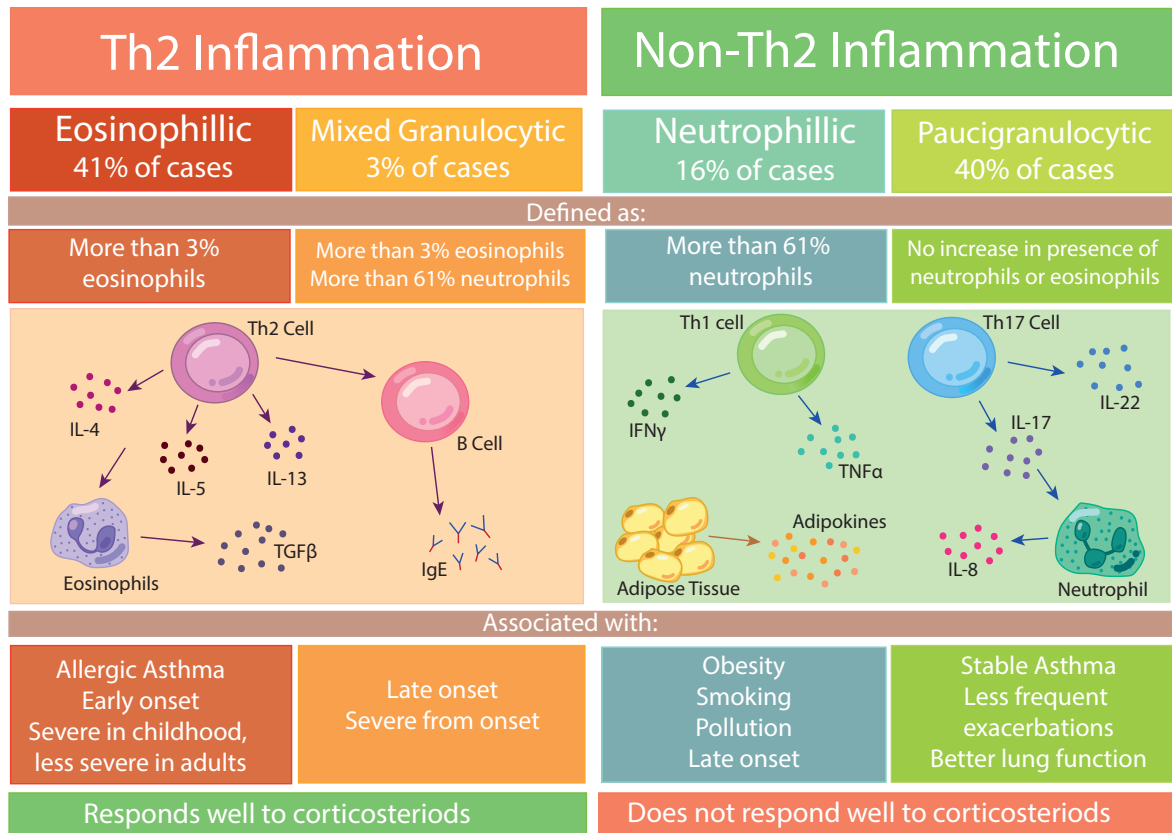 Th2 Inflammation
Non-Th2 Inflammation
Eosinophillic
41% of cases
Mixed Granulocytic
3% of cases
Neutrophillic
16% of cases
Paucigranulocytic
40% of cases
Defined as:
More than 3%
eosinophils
More than 3% eosinophils
More than 61% neutrophils
More than 61%
neutrophils
No increase in presence of
neutrophils or eosinophils
Th2 Cell
IL-4
IL-5
IL-13
B Cell
Eosinophils
TGFβ
IgE
Th1 cell
Th17 Cell
IFNγ
TNFα
IL-17
IL-22
Adipose Tissue
Adipokines
IL-8
Neutrophil
Associated with:
Allergic Asthma
Early onset
Severe in childhood,
less severe in adults
Late onset
Severe from onset
Obesity
Smoking
Pollution
Late onset
Stable Asthma
Less frequent
exacerbations
Better lung function
Responds well to corticosteriods
Does not respond well to corticosteriods